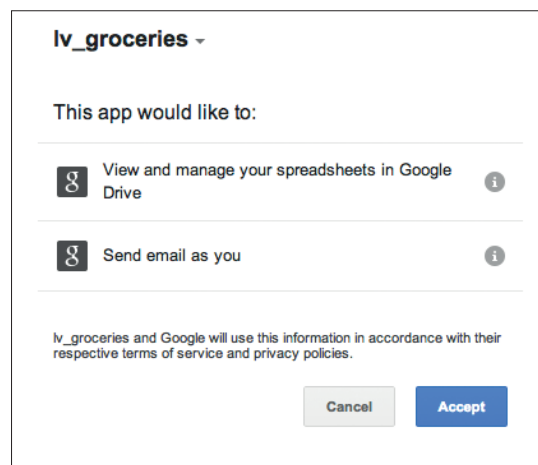 lv_groceries
This app would like to:
View and manage your spreadsheets in Google
Drive
Send email as you
lv_groceries and Google will use this information in accordance with their
respective terms of service and privacy policies.
Cancel
Accept